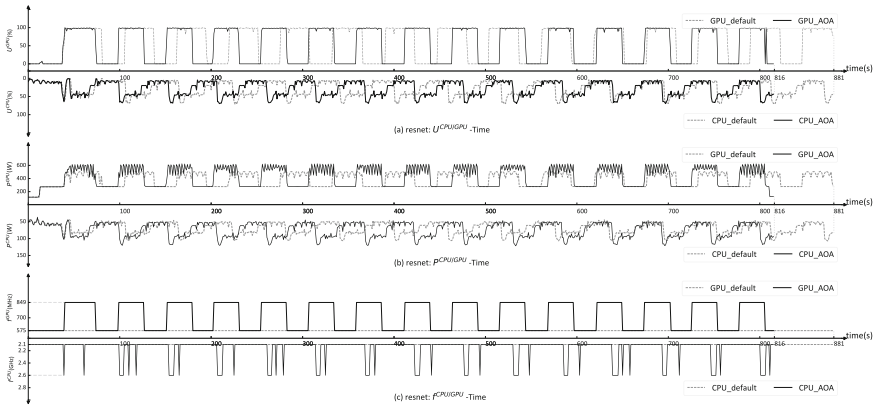 GPU_default GPU_AOA
U^GPU(%)
100
50
0
time(s)
100 200 300 400 500 600 700 800 816 881
0
50
100
U^CPU(%)
CPU_default CPU_AOA
(a) resnet: U^CPU/GPU -Time
GPU_default GPU_AOA
P^GPU(W)
600
400
200
time(s)
100 200 300 400 500 600 700 800 816 881
50
100
150
P^CPU(W)
CPU_default CPU_AOA
(b) resnet: P^CPU/GPU -Time
GPU_default GPU_AOA
f^GPU(MHz)
849
700
575
time(s)
100 200 300 400 500 600 700 800 816 881
2.1
2.2
2.4
2.6
2.8
f^CPU(GHz)
CPU_default CPU_AOA
(c) resnet: f^CPU/GPU -Time